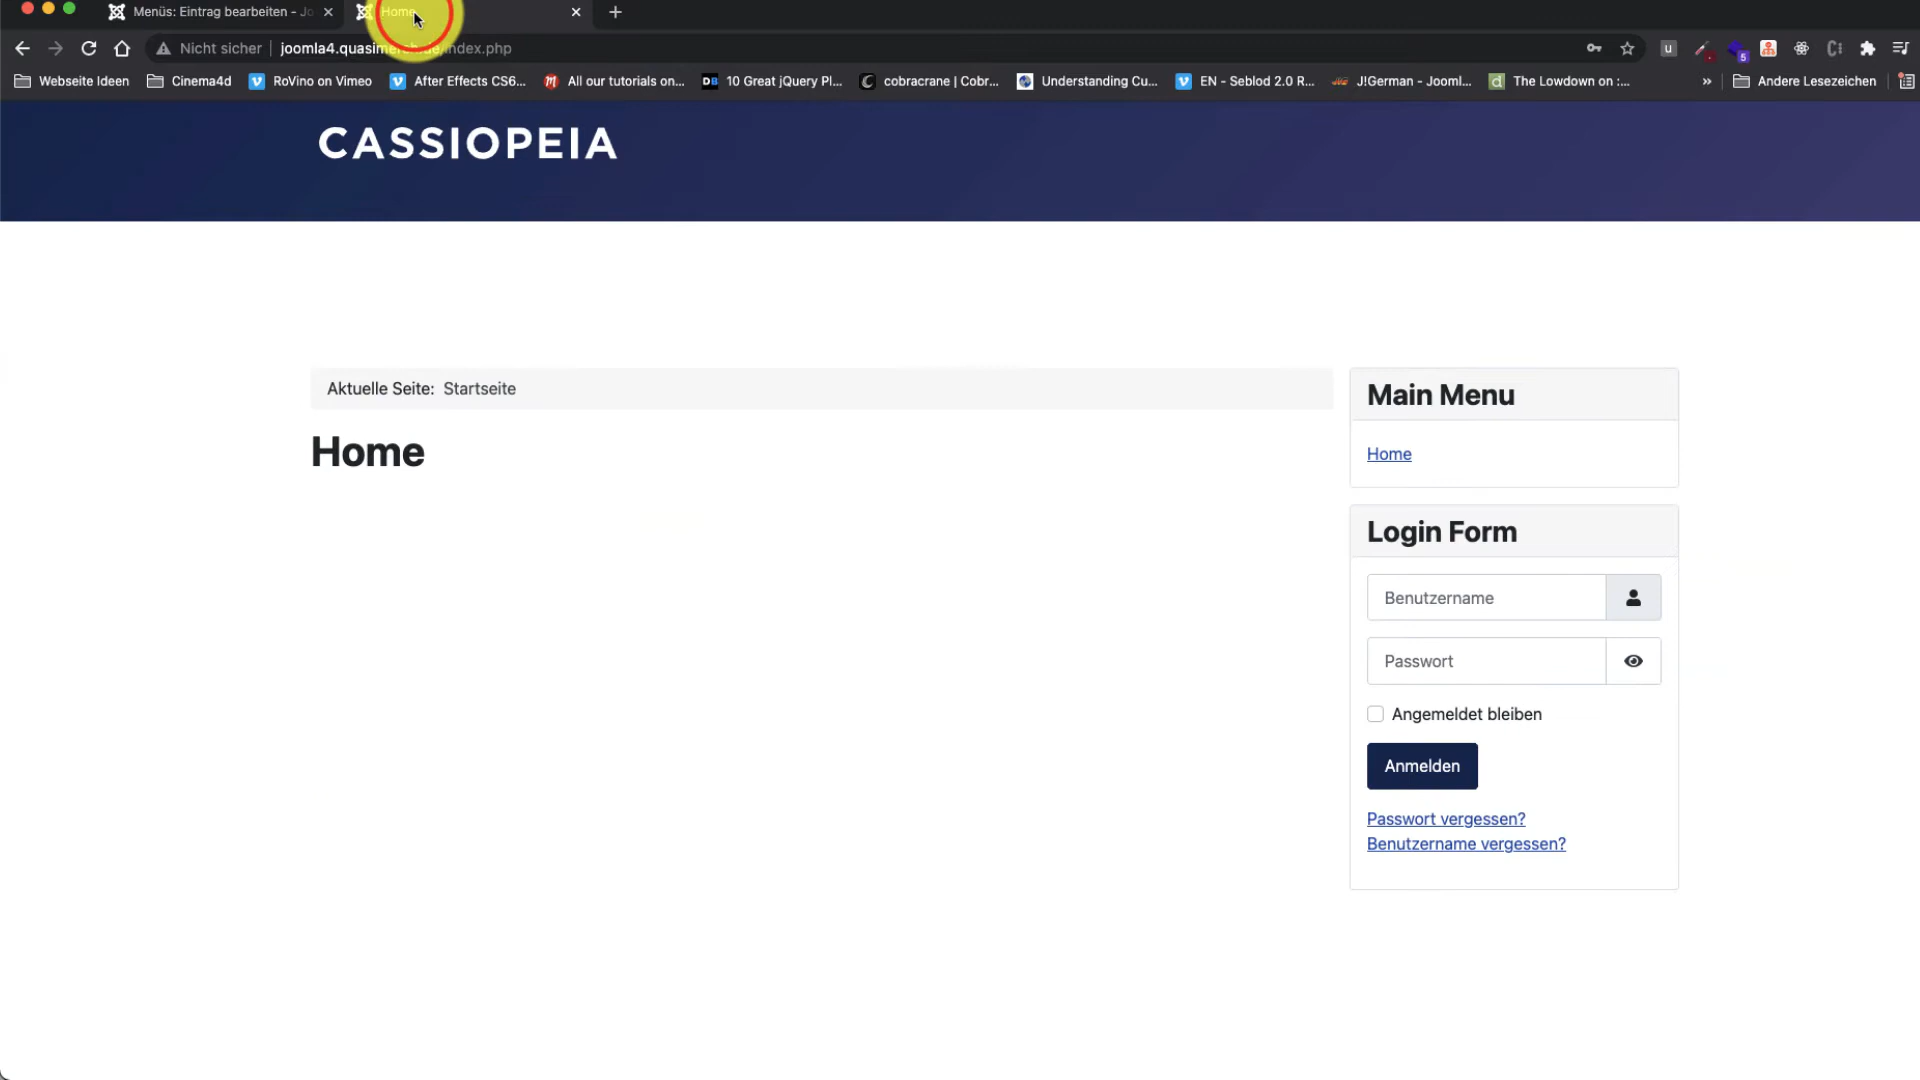 Menüs: Eintrag bearbeiten - Jo
Home
Nicht sicher
joomla4.quasimerch.de/index.php
Webseite Ideen
Cinema4d
RoVino on Vimeo
After Effects CS6...
All our tutorials on...
10 Great jQuery Pl...
cobracrane | Cobr...
Understanding Cu...
EN - Seblod 2.0 R...
J!German - Jooml...
The Lowdown on :...
»
Andere Lesezeichen
CASSIOPEIA
Aktuelle Seite: Startseite
Home
Main Menu
Home
Login Form
Benutzername
Passwort
Angemeldet bleiben
Anmelden
Passwort vergessen?
Benutzername vergessen?